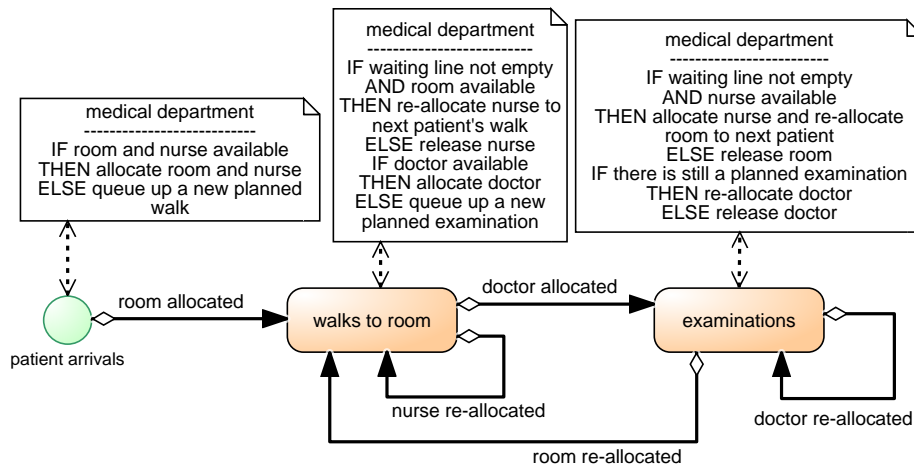 medical department
---------------------------
IF room and nurse available
THEN allocate room and nurse
ELSE queue up a new planned
walk
medical department
---------------------------
IF waiting line not empty
AND room available
THEN re-allocate nurse to
next patient's walk
ELSE release nurse
IF doctor available
THEN allocate doctor
ELSE queue up a new
planned examination
medical department
-------------------------
IF waiting line not empty
AND nurse available
THEN allocate nurse and re-allocate
room to next patient
ELSE release room
IF there is still a planned examination
THEN re-allocate doctor
ELSE release doctor
room allocated
doctor allocated
walks to room
examinations
patient arrivals
nurse re-allocated
doctor re-allocated
room re-allocated